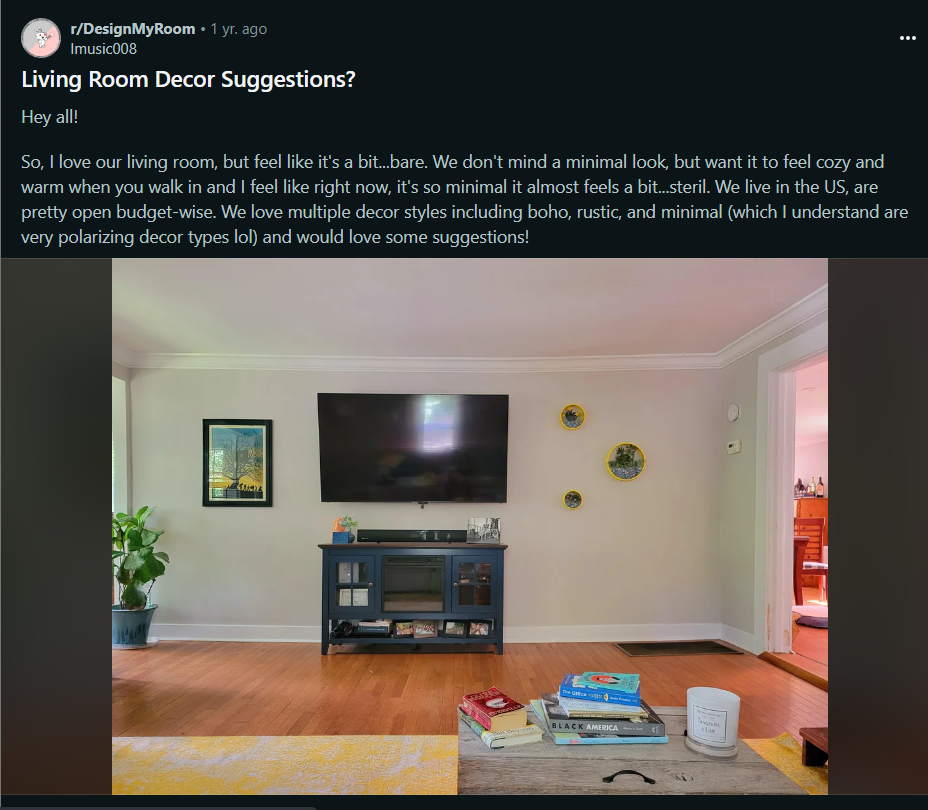 r/DesignMyRoom • 1 yr. ago
Imusic008
Living Room Decor Suggestions?
Hey all!
So, I love our living room, but feel like it's a bit...bare. We don't mind a minimal look, but want it to feel cozy and
warm when you walk in and I feel like right now, it's so minimal it almost feels a bit...steril. We live in the US, are
pretty open budget-wise. We love multiple decor styles including boho, rustic, and minimal (which I understand are
very polarizing decor types lol) and would love some suggestions!
The Office
BLACK AMERICA